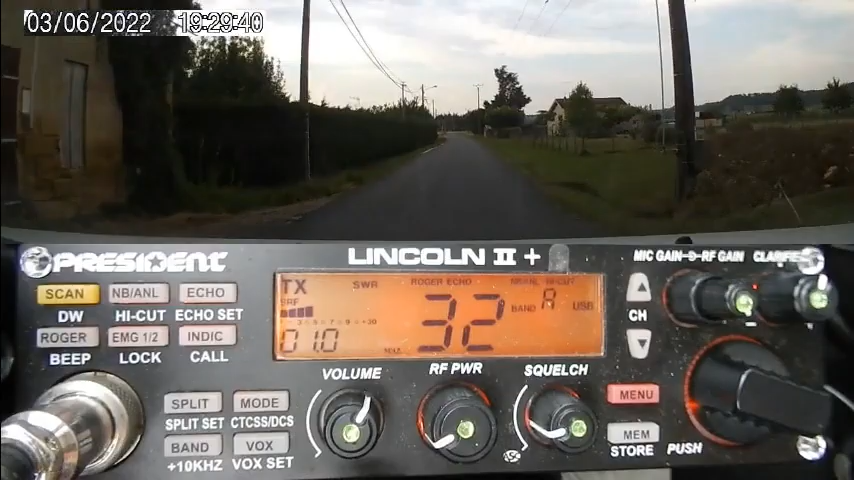 03/06/2022 19:29:40
PRESIDENT LINCOLN II + MIC GAIN RF GAIN CLARIFIER
SCAN NB/ANL ECHO
DW HI-CUT ECHO SET
ROGER EMG 1/2 INDIC
BEEP LOCK CALL
TX SWR ROGER ECHO
SRF BAND A USB
32
01.0
CH
VOLUME RF PWR SQUELCH
SPLIT MODE
SPLIT SET CTCSS/DCS
BAND VOX
+10KHZ VOX SET
MENU
MEM
STORE PUSH
ASC